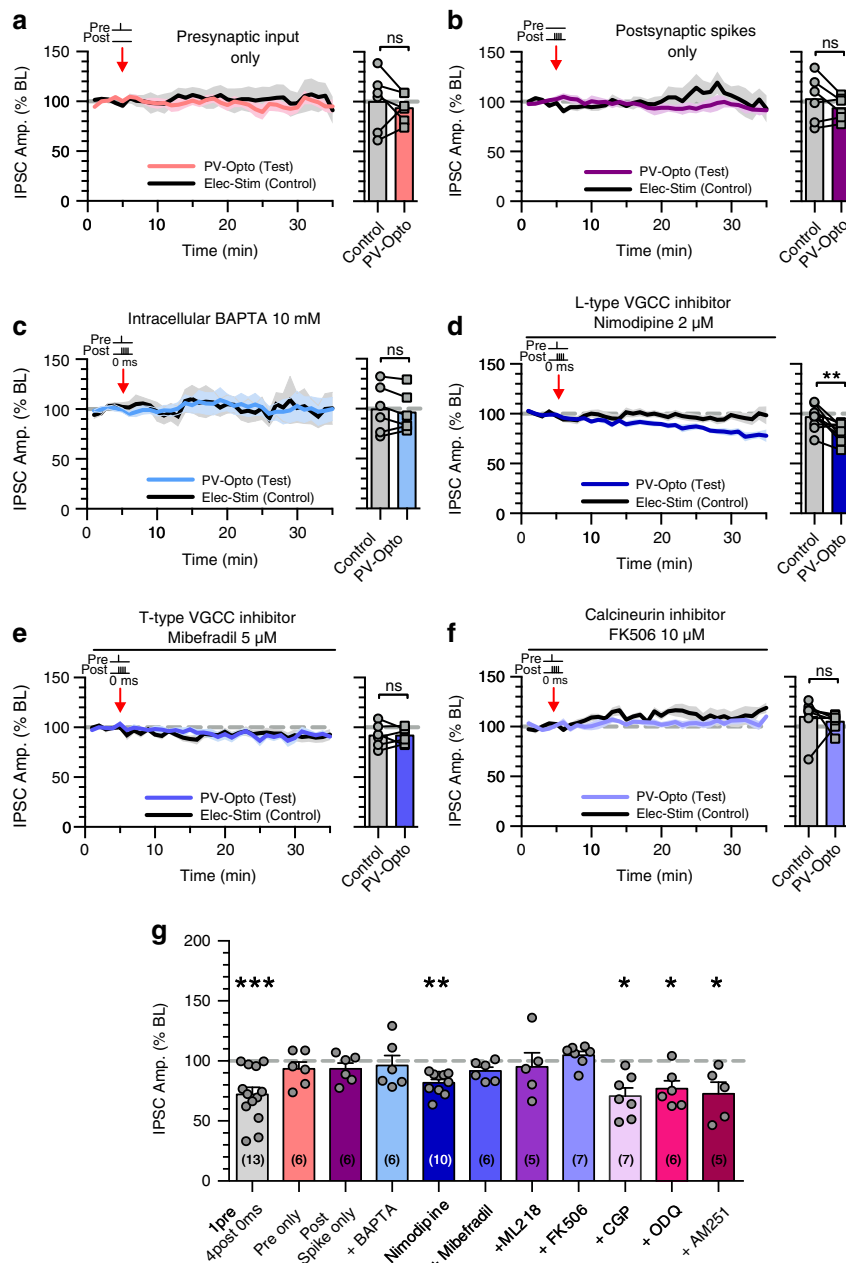 a
Pre
Post
Presynaptic input
only
ns
150
100
50
0
IPSC Amp. (% BL)
PV-Opto (Test)
Elec-Stim (Control)
0
10
20
30
Time (min)
Control
PV-Opto
b
Pre
Post
Postsynaptic spikes
only
ns
150
100
50
0
IPSC Amp. (% BL)
PV-Opto (Test)
Elec-Stim (Control)
0
10
20
30
Time (min)
Control
PV-Opto
c
Intracellular BAPTA 10 mM
Pre
Post
0 ms
ns
150
100
50
0
IPSC Amp. (% BL)
PV-Opto (Test)
Elec-Stim (Control)
0
10
20
30
Time (min)
Control
PV-Opto
d
L-type VGCC inhibitor
Nimodipine 2 µM
Pre
Post
0 ms
**
150
100
50
0
IPSC Amp. (% BL)
PV-Opto (Test)
Elec-Stim (Control)
0
10
20
30
Time (min)
Control
PV-Opto
e
T-type VGCC inhibitor
Mibefradil 5 µM
Pre
Post
0 ms
ns
150
100
50
0
IPSC Amp. (% BL)
PV-Opto (Test)
Elec-Stim (Control)
0
10
20
30
Time (min)
Control
PV-Opto
f
Calcineurin inhibitor
FK506 10 µM
Pre
Post
0 ms
ns
150
100
50
0
IPSC Amp. (% BL)
PV-Opto (Test)
Elec-Stim (Control)
0
10
20
30
Time (min)
Control
PV-Opto
g
200
150
100
50
0
IPSC Amp. (% BL)
*** ** * * *
(13) (6) (6) (6) (10) (6) (5) (7) (7) (6) (5)
1pre
4post 0ms
Pre only
Post
Spike only
+ BAPTA
Nimodipine
+ Mibefradil
+ML218
+ FK506
+ CGP
+ ODQ
+ AM251